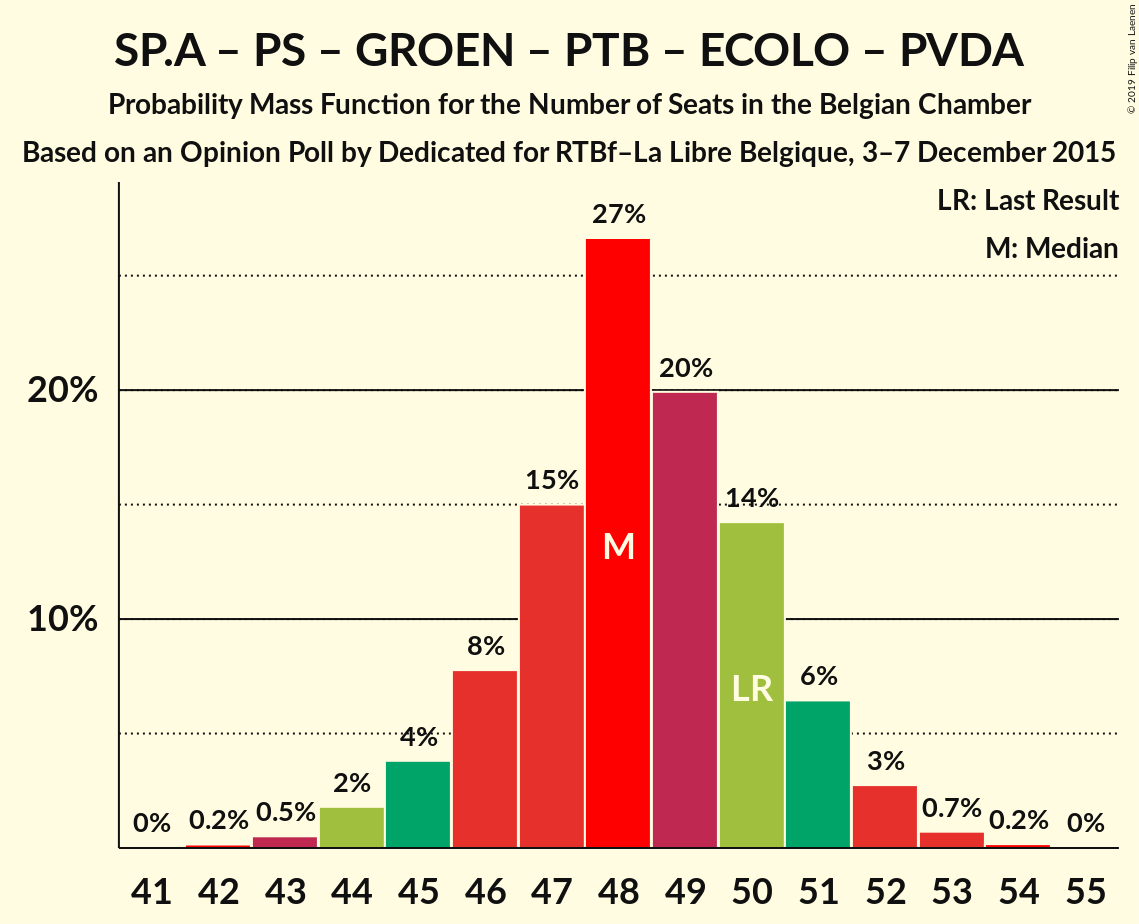 SP.A – PS – GROEN – PTB – ECOLO – PVDA
Probability Mass Function for the Number of Seats in the Belgian Chamber
Based on an Opinion Poll by Dedicated for RTBf–La Libre Belgique, 3–7 December 2015
© 2019 Filip van Laenen
LR: Last Result
M: Median
27%
20%
20%
15%
14%
M
10%
8%
LR
6%
4%
3%
2%
0%
0.2%
0.5%
0.7%
0.2%
0%
41 42 43 44 45 46 47 48 49 50 51 52 53 54 55